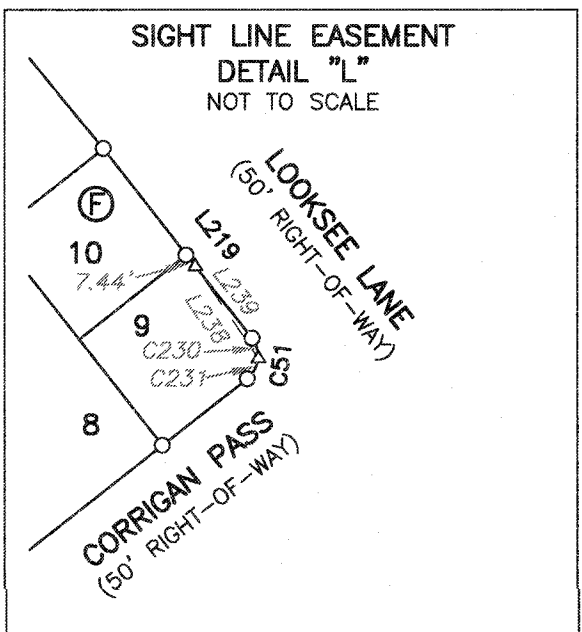 SIGHT LINE EASEMENT
DETAIL "L"
NOT TO SCALE
LOOKSEE LANE
(50' RIGHT-OF-WAY)
F
L219
10
7.44'
L239
L238
9
C230
C231
C51
8
CORRIGAN PASS
(50' RIGHT-OF-WAY)